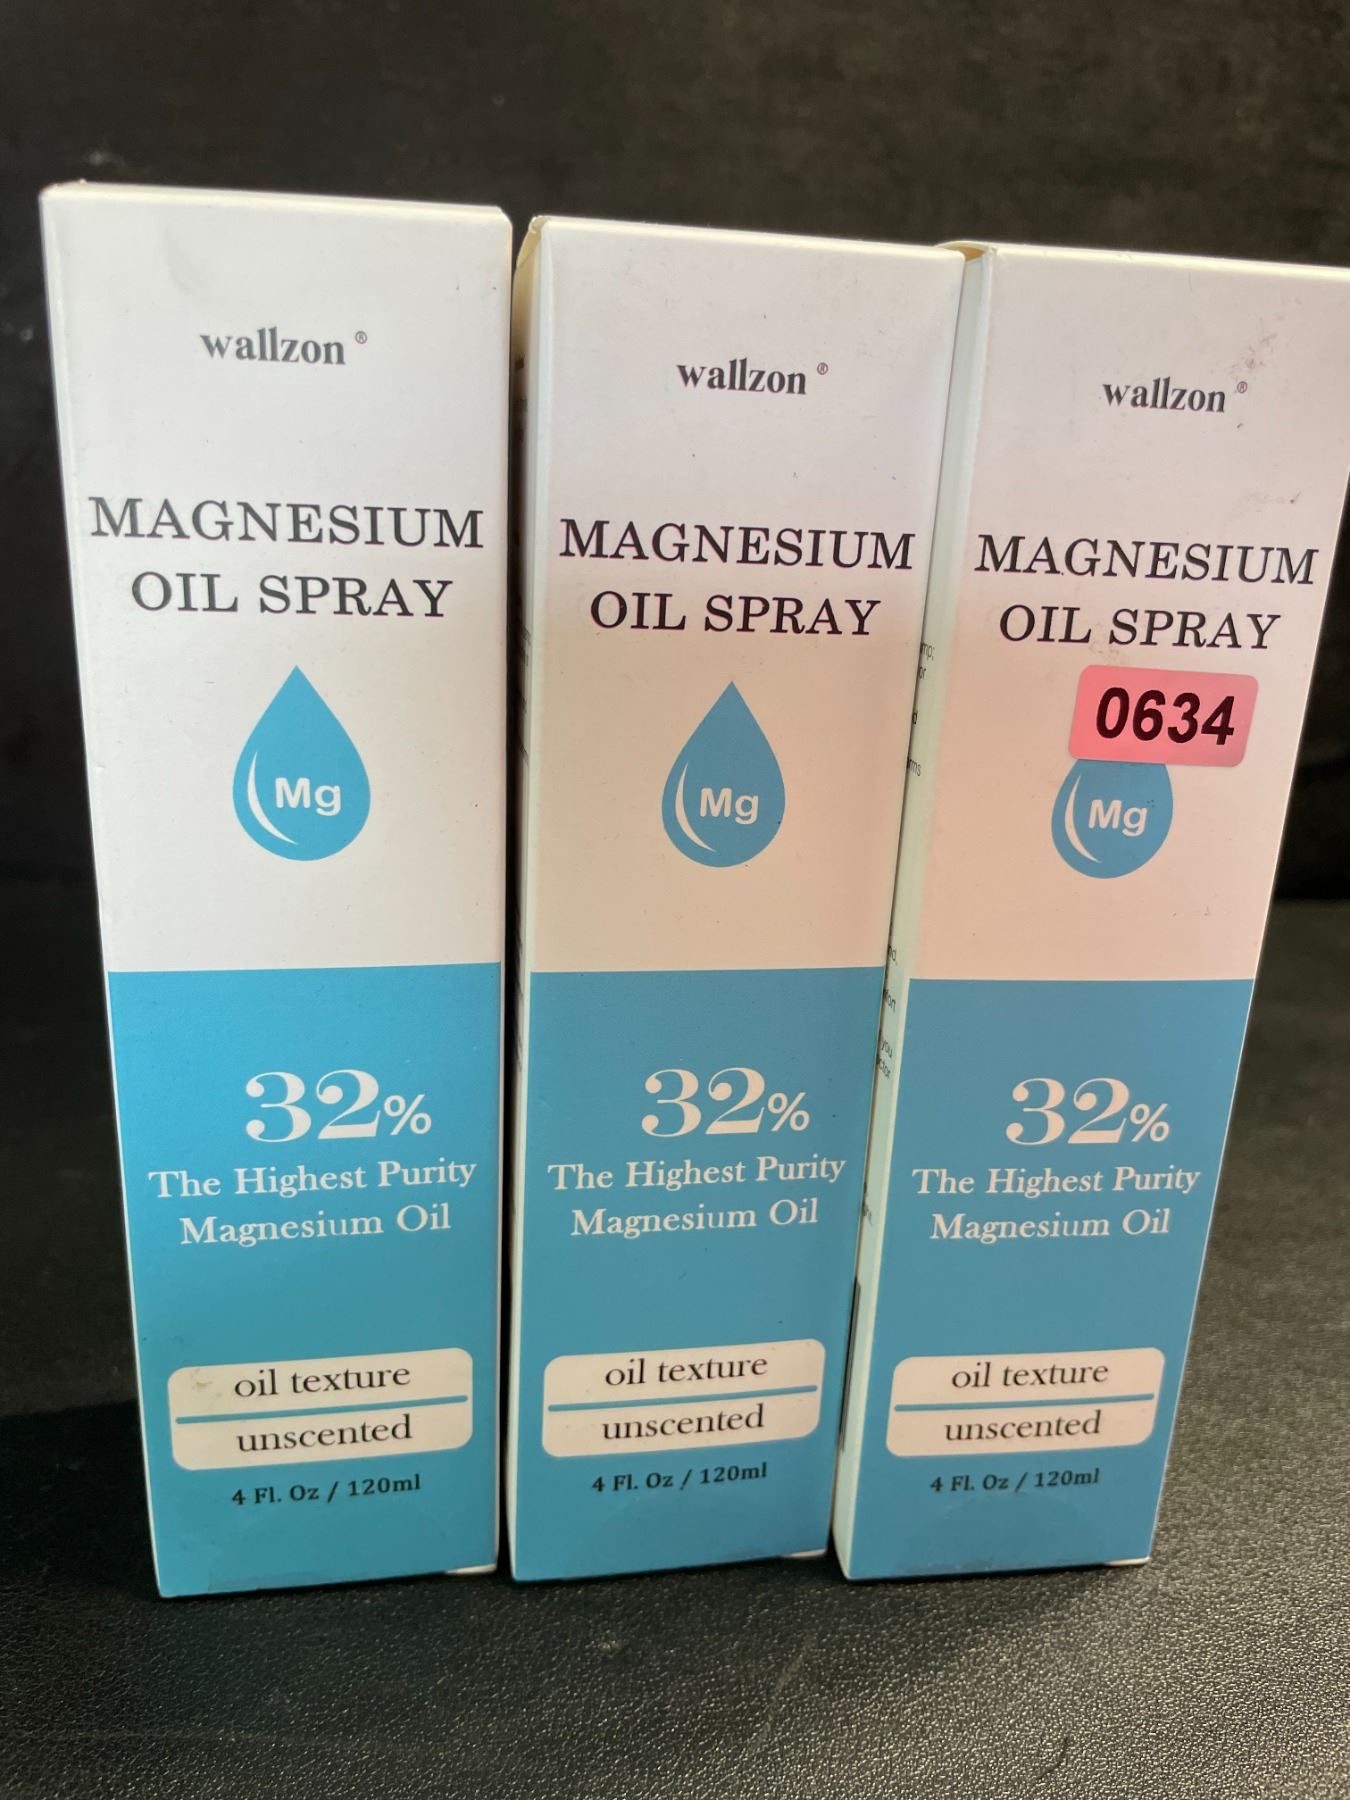 wallzon ®
MAGNESIUM
OIL SPRAY
Mg
32%
The Highest Purity
Magnesium Oil
oil texture
unscented
4 Fl. Oz / 120ml
wallzon ®
MAGNESIUM
OIL SPRAY
Mg
32%
The Highest Purity
Magnesium Oil
oil texture
unscented
4 Fl. Oz / 120ml
wallzon ®
MAGNESIUM
OIL SPRAY
0634
Mg
32%
The Highest Purity
Magnesium Oil
oil texture
unscented
4 Fl. Oz / 120ml